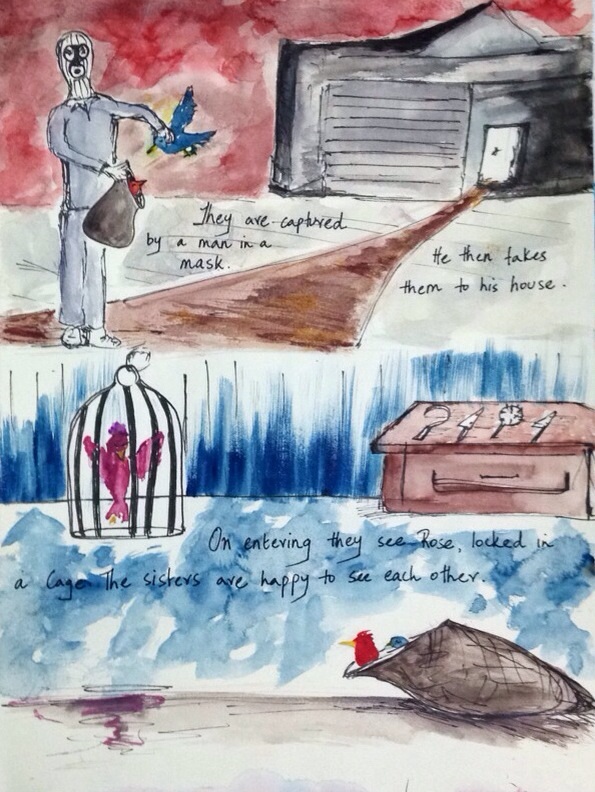 They are captured
by a man in a
mask.
He then takes
them to his house.
On entering they see Rose, locked in
a Cage. The sisters are happy to see each other.